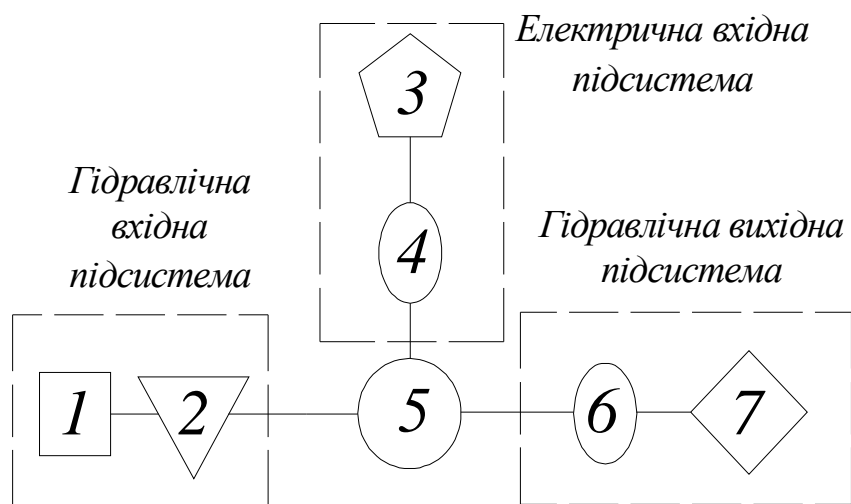 Електрична вхідна
підсистема
3
Гідравлічна
вхідна
підсистема
4
Гідравлічна вихідна
підсистема
1
2
5
6
7